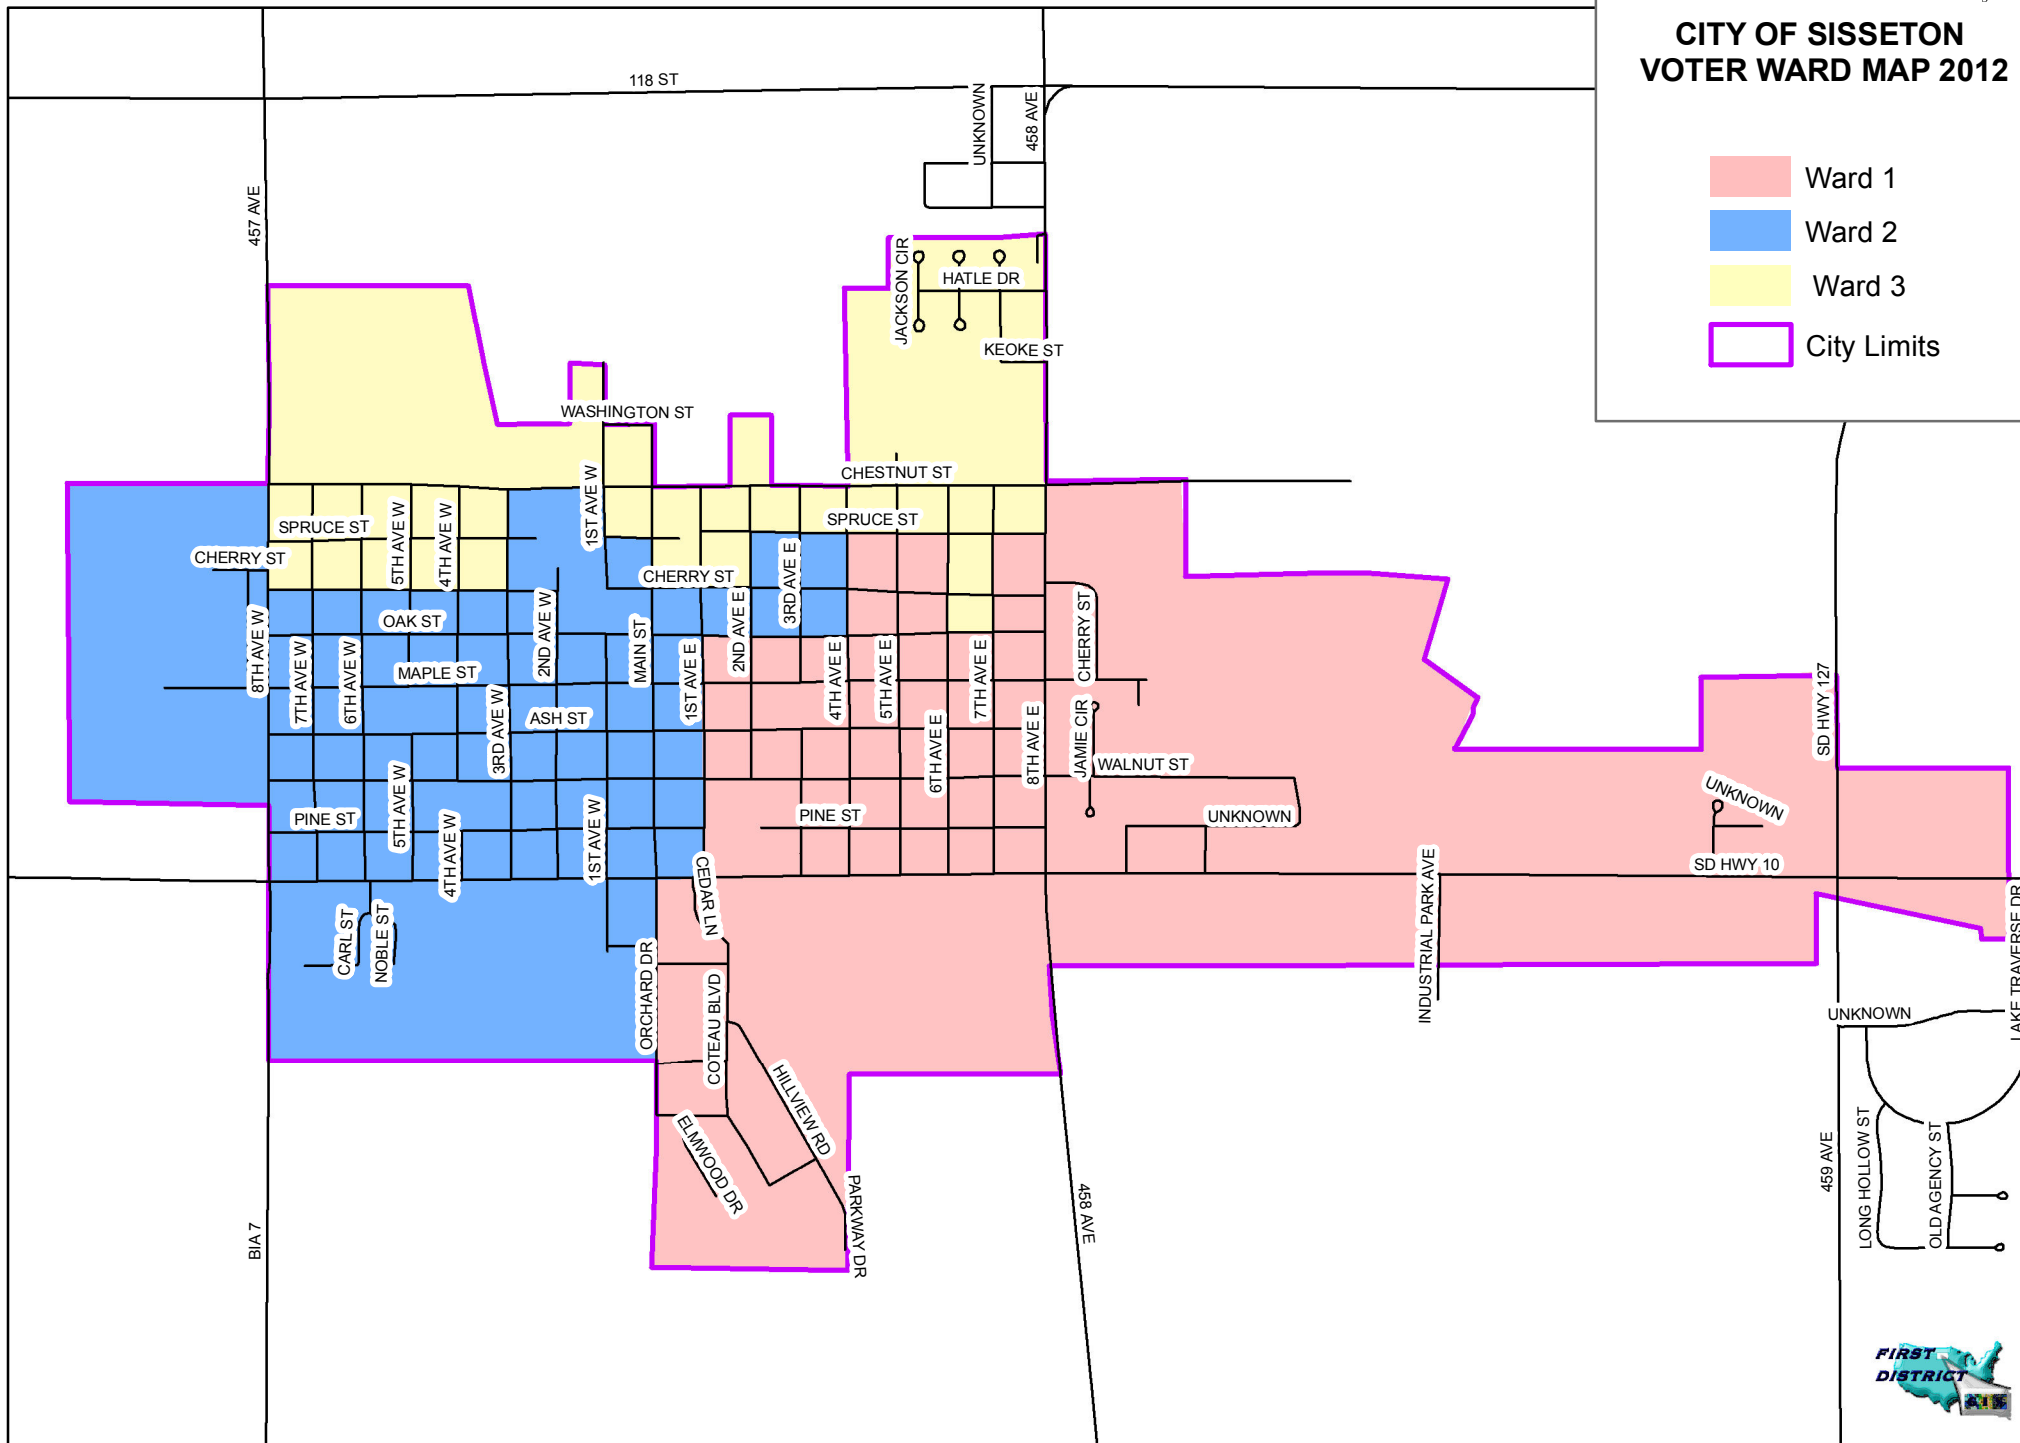 CITY OF SISSETON
VOTER WARD MAP 2012
Ward 1
Ward 2
Ward 3
City Limits
118 ST
UNKNOWN
458 AVE
457 AVE
JACKSON CIR
HATLE DR
KEOKE ST
WASHINGTON ST
CHESTNUT ST
1ST AVE W
SPRUCE ST
5TH AVE W
4TH AVE W
SPRUCE ST
CHERRY ST
CHERRY ST
3RD AVE E
8TH AVE W
OAK ST
2ND AVE W
MAIN ST
2ND AVE E
CHERRY ST
7TH AVE W
6TH AVE W
MAPLE ST
1ST AVE E
4TH AVE E
5TH AVE E
7TH AVE E
3RD AVE W
ASH ST
6TH AVE E
8TH AVE E
JAMIE CIR
WALNUT ST
SD HWY 127
5TH AVE W
PINE ST
4TH AVE W
1ST AVE W
PINE ST
UNKNOWN
UNKNOWN
SD HWY 10
CEDAR LN
INDUSTRIAL PARK AVE
LAKE TRAVERSE DR
CARL ST
NOBLE ST
ORCHARD DR
COTEAU BLVD
UNKNOWN
HILLVIEW RD
ELMWOOD DR
PARKWAY DR
458 AVE
BIA 7
459 AVE
LONG HOLLOW ST
OLD AGENCY ST
FIRST
DISTRICT
GIS